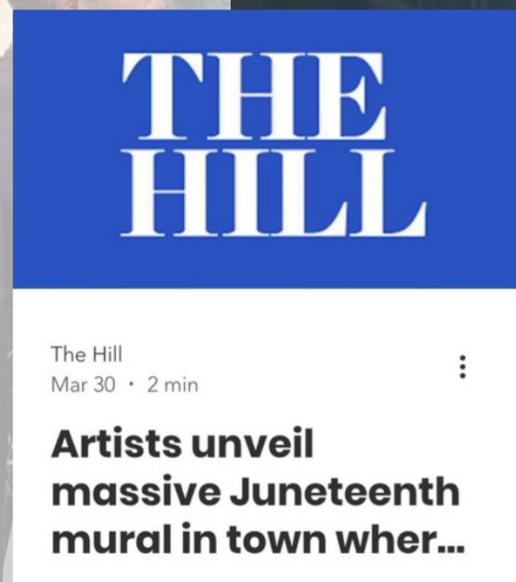 THE
HILL
The Hill
Mar 30 · 2 min
Artists unveil
massive Juneteenth
mural in town wher...